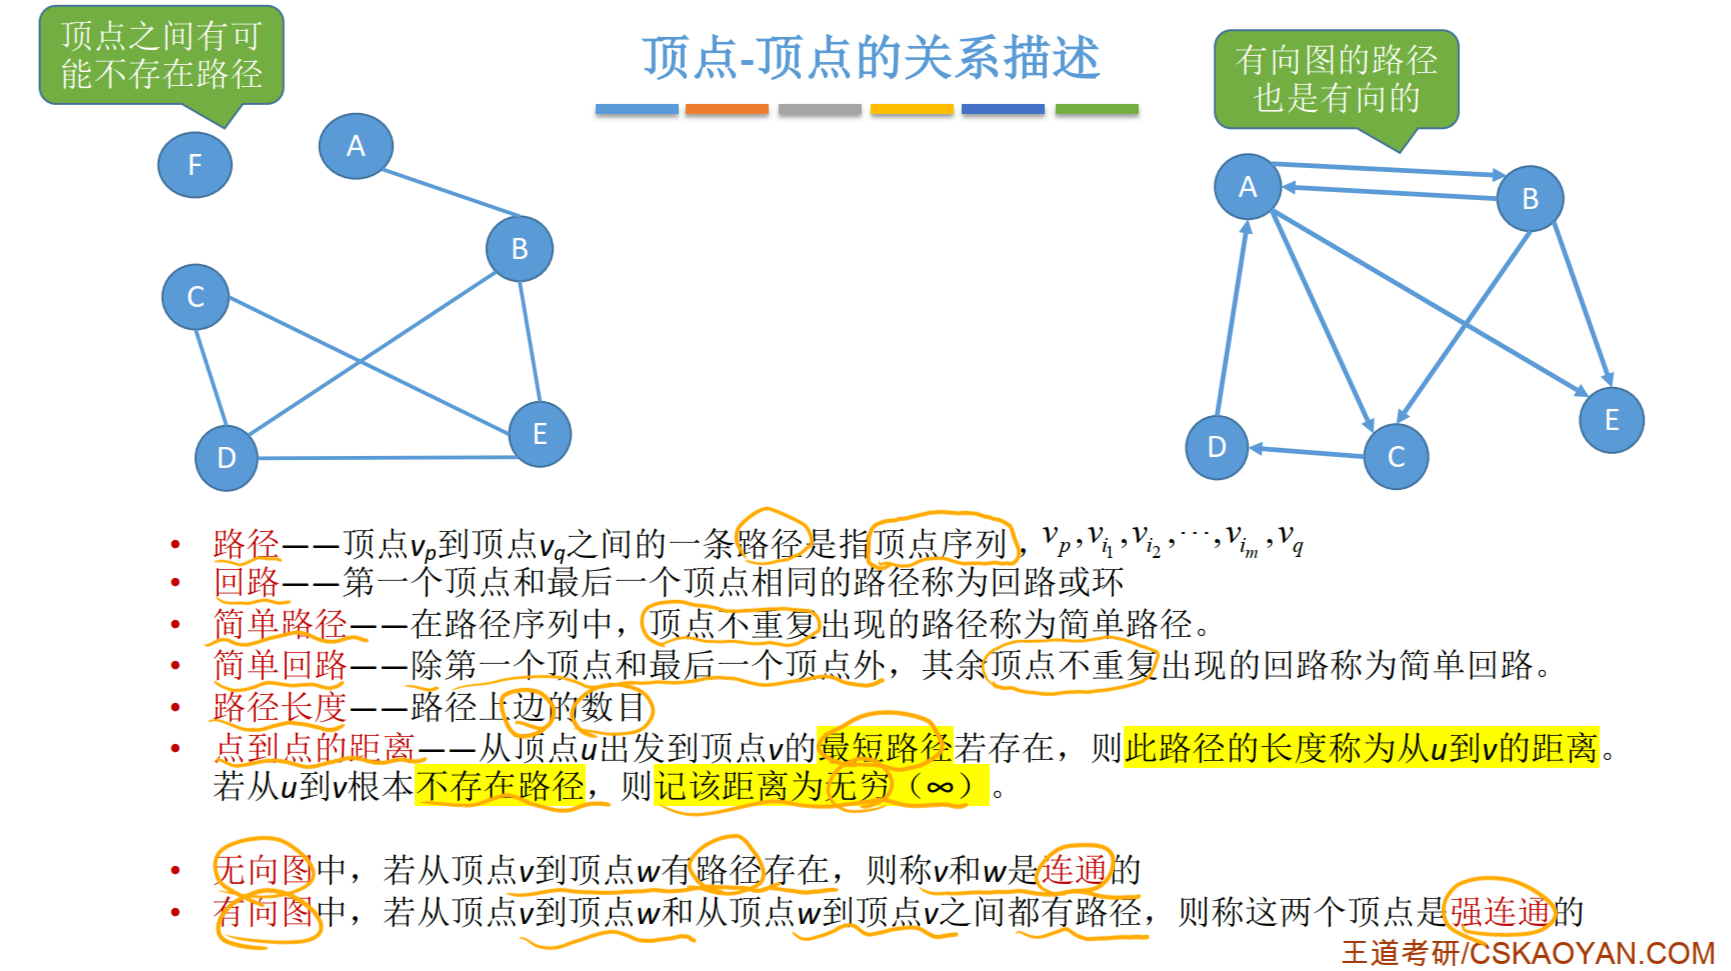 顶点之间有可
能不存在路径
顶点-顶点的关系描述
有向图的路径
也是有向的
F
A
B
C
D
E
A
B
C
D
E
• 路径——顶点vp到顶点vq之间的一条路径是指顶点序列，vp,vi1,vi2,⋯,vim,vq
• 回路——第一个顶点和最后一个顶点相同的路径称为回路或环
• 简单路径——在路径序列中，顶点不重复出现的路径称为简单路径。
• 简单回路——除第一个顶点和最后一个顶点外，其余顶点不重复出现的回路称为简单回路。
• 路径长度——路径上边的数目
• 点到点的距离——从顶点u出发到顶点v的最短路径若存在，则此路径的长度称为从u到v的距离。
若从u到v根本不存在路径，则记该距离为无穷（∞）。
• 无向图中，若从顶点v到顶点w有路径存在，则称v和w是连通的
• 有向图中，若从顶点v到顶点w和从顶点w到顶点v之间都有路径，则称这两个顶点是强连通的
王道考研/CSKAOYAN.COM